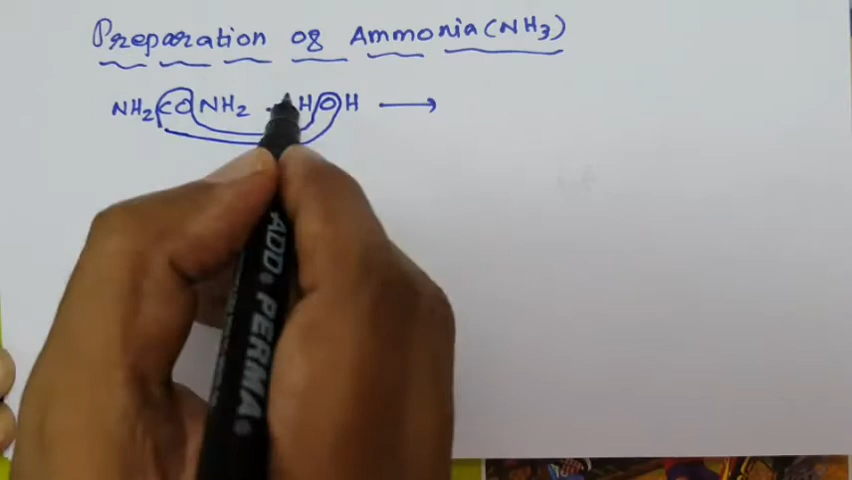 Preparation of Ammonia(NH3)
NH2CONH2 + HOH →
ADD. PERMA.